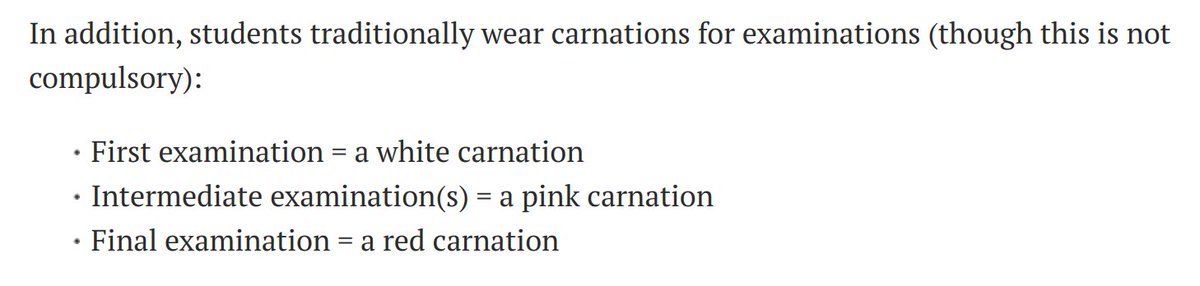 In addition, students traditionally wear carnations for examinations (though this is not
compulsory):
• First examination = a white carnation
• Intermediate examination(s) = a pink carnation
• Final examination = a red carnation